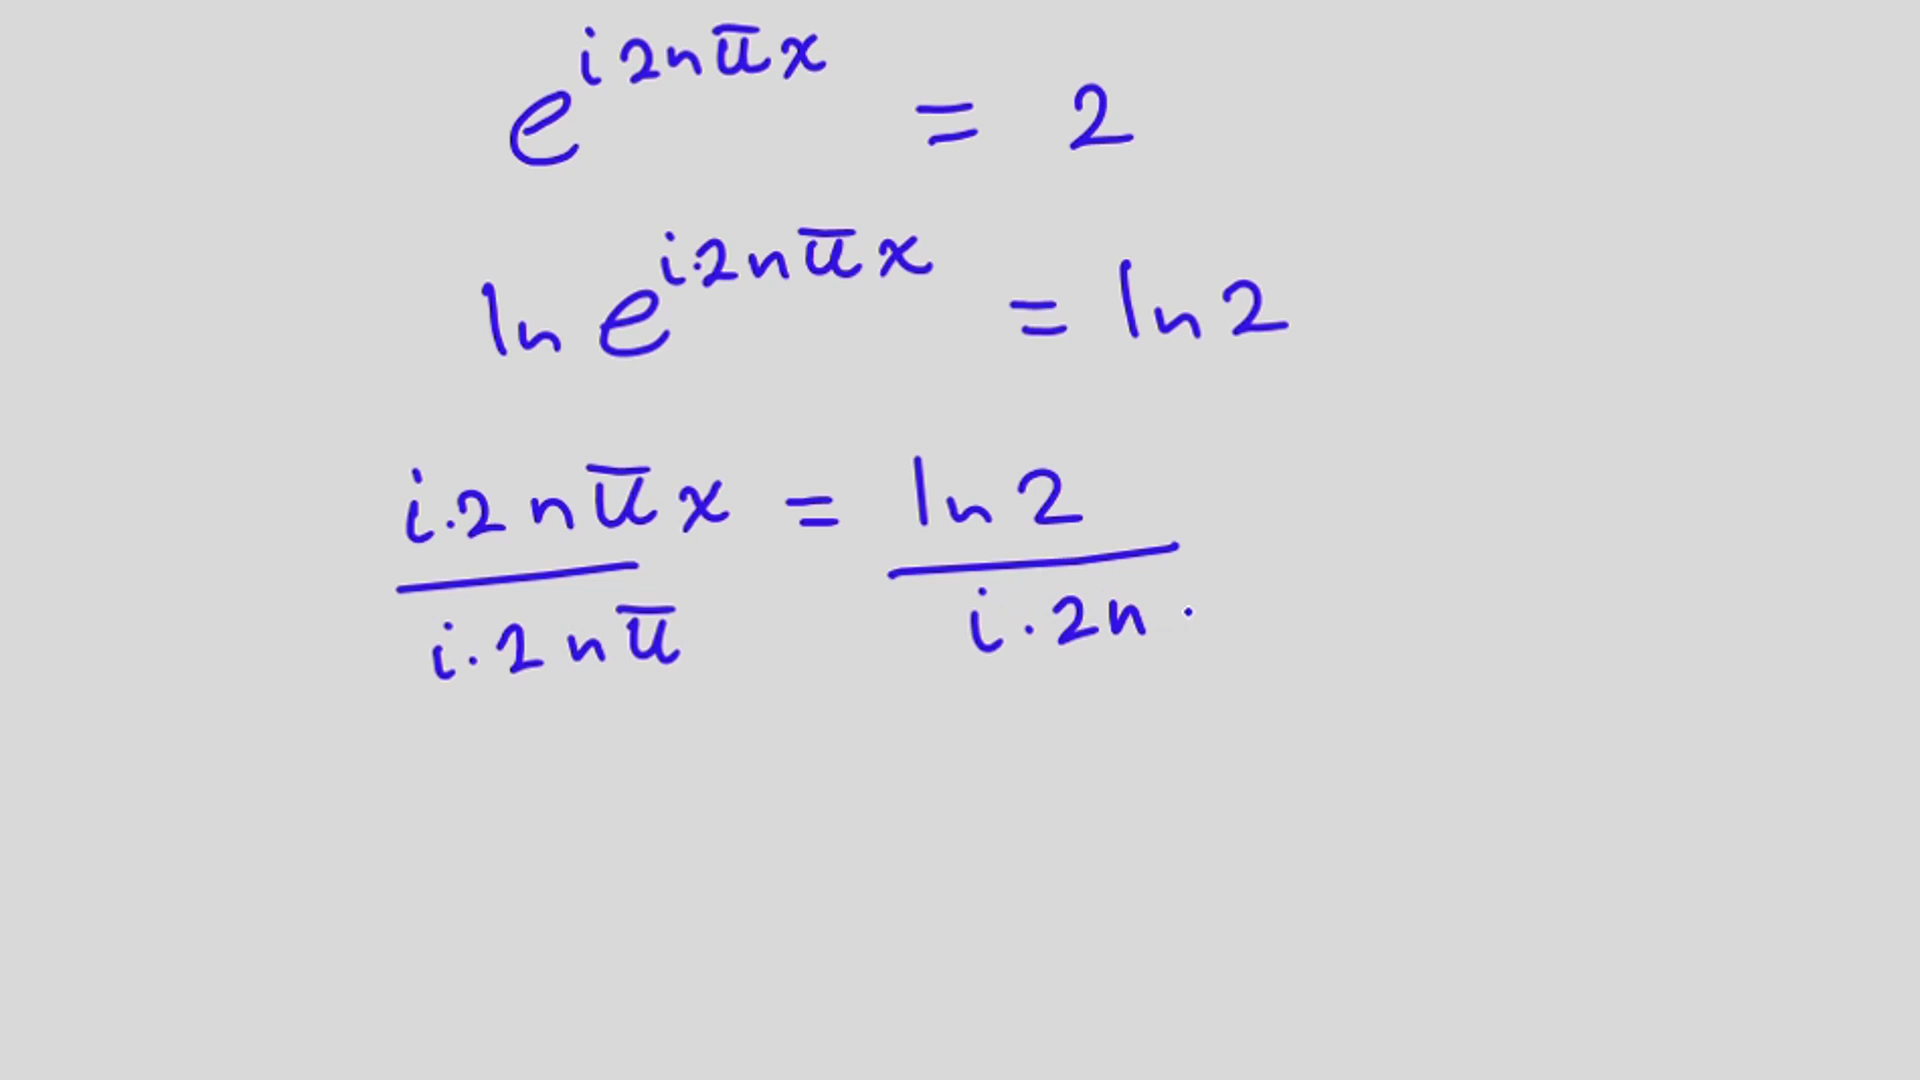 e^{i2nπx} = 2
ln e^{i·2nπx} = ln 2
i·2nπx = ln 2
i·2nπ i·2n ·